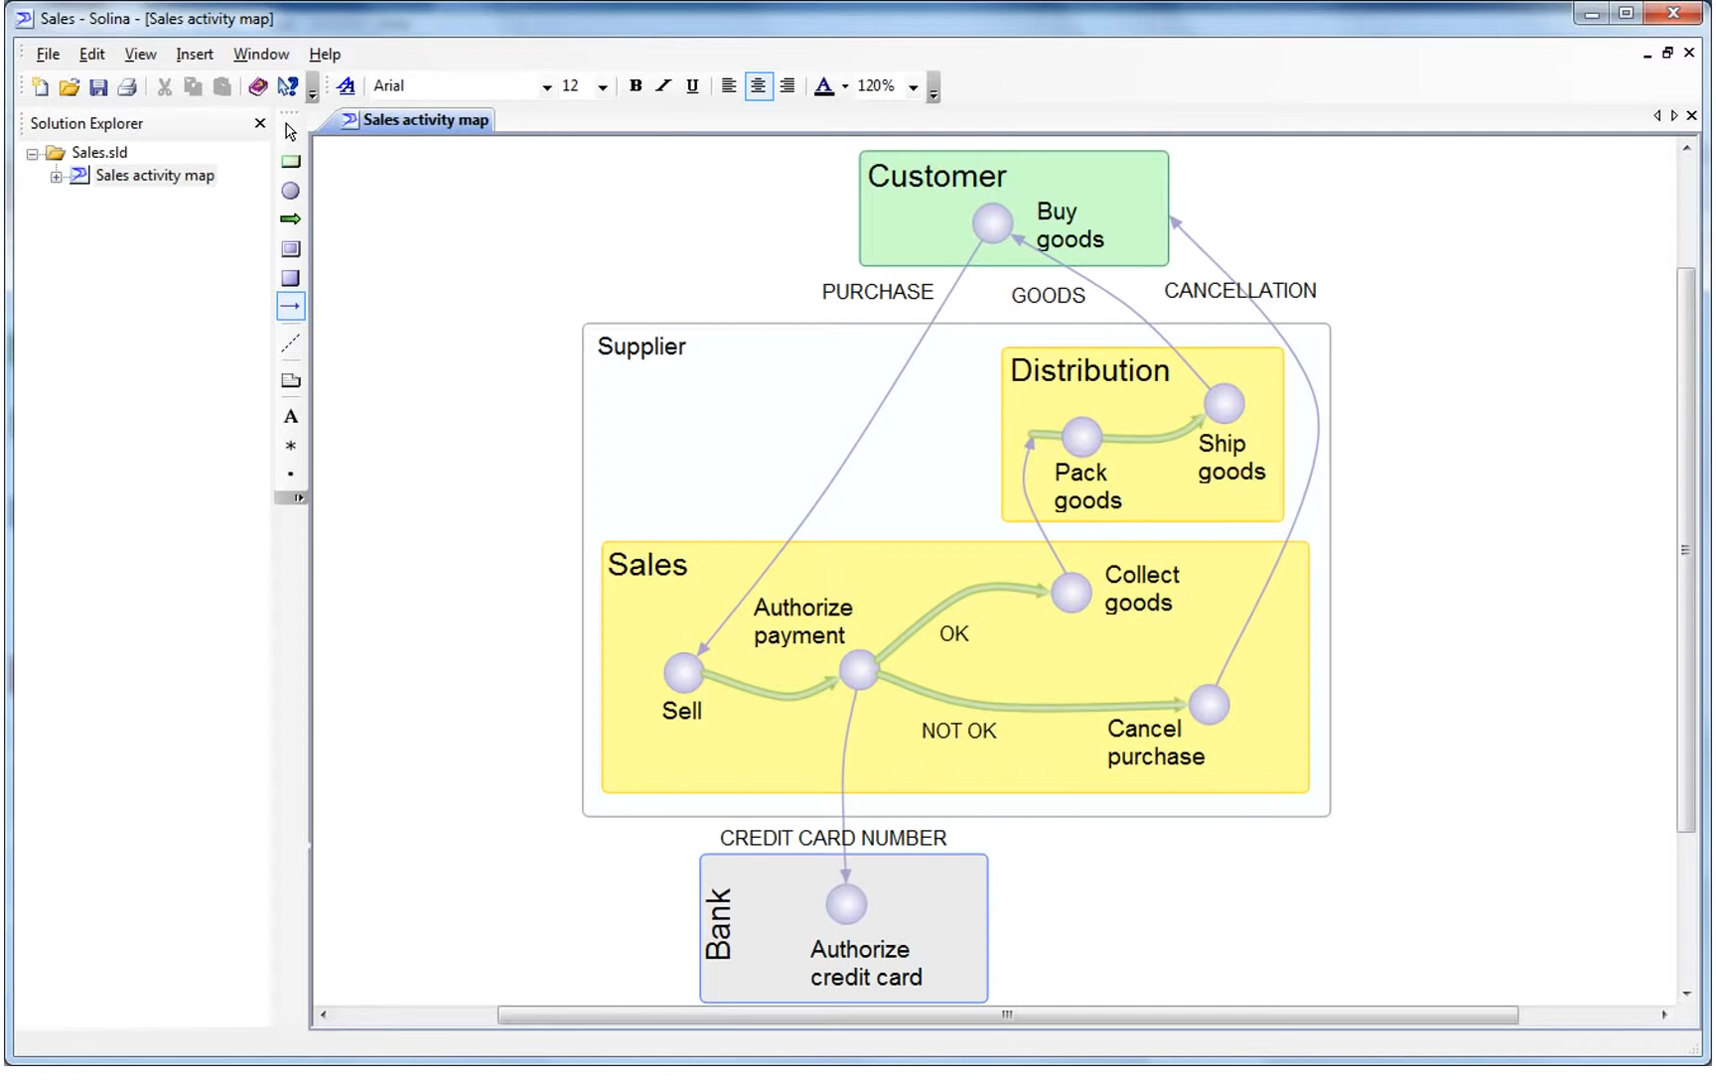 Sales - Solina - [Sales activity map]
File Edit View Insert Window Help
Arial 12 B I U A 120%
Solution Explorer
Sales activity map
Sales.sld
Sales activity map
A
*
Customer
Buy
goods
PURCHASE
GOODS
CANCELLATION
Supplier
Distribution
Ship
goods
Pack
goods
Sales
Collect
goods
Authorize
payment
OK
Sell
NOT OK
Cancel
purchase
CREDIT CARD NUMBER
Bank
Authorize
credit card